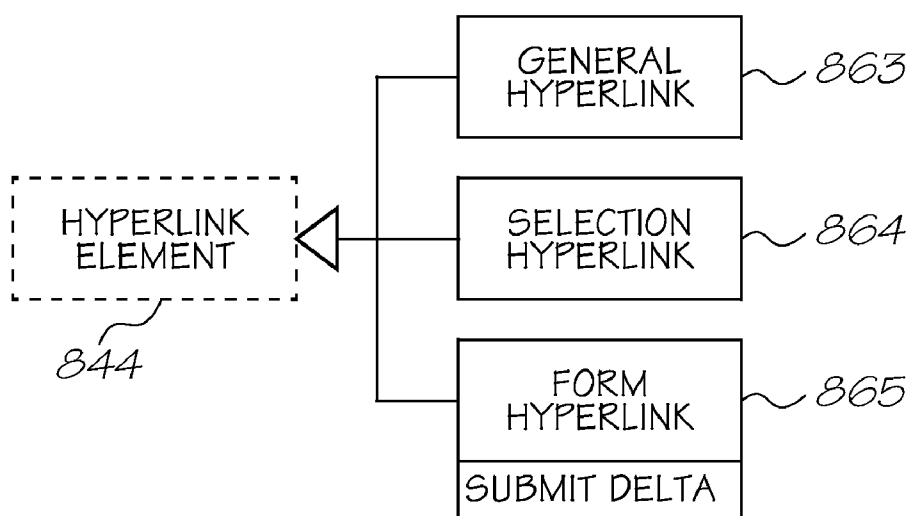 GENERAL
HYPERLINK
863
HYPERLINK
ELEMENT
844
SELECTION
HYPERLINK
864
FORM
HYPERLINK
865
SUBMIT DELTA